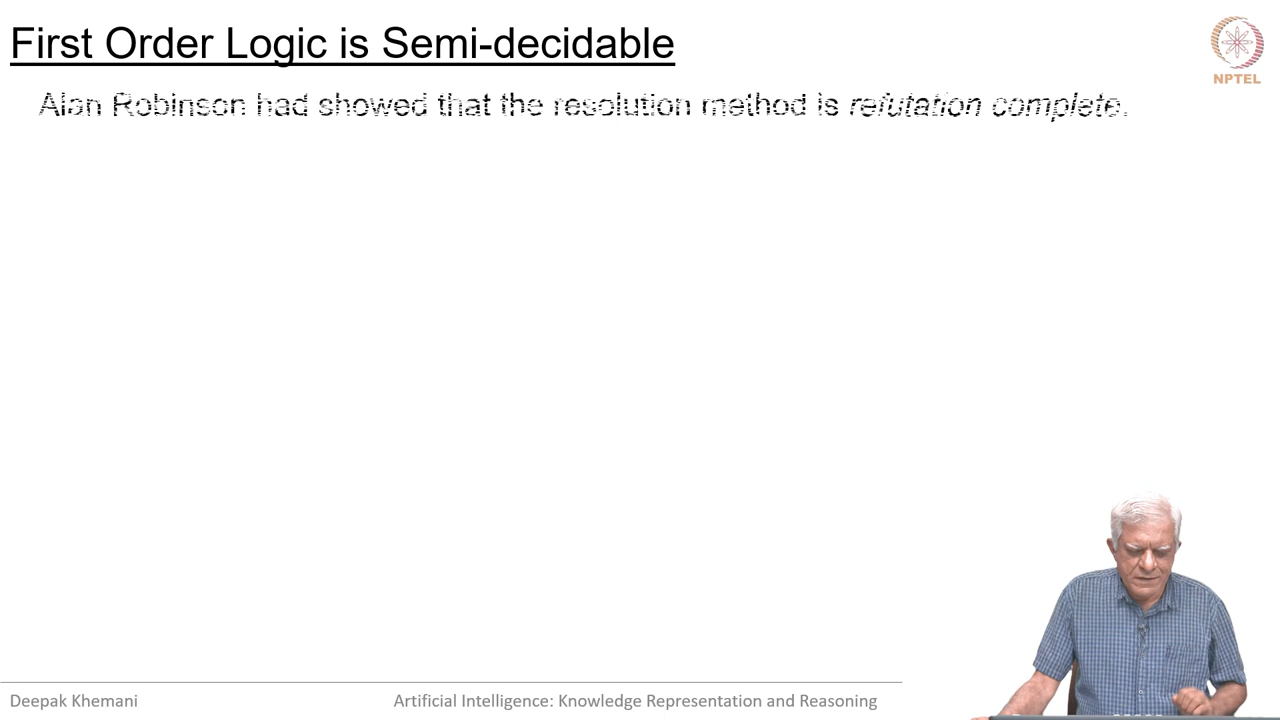 First Order Logic is Semi-decidable
NPTEL
Alan Robinson had showed that the resolution method is refutation complete.
Deepak Khemani
Artificial Intelligence: Knowledge Representation and Reasoning